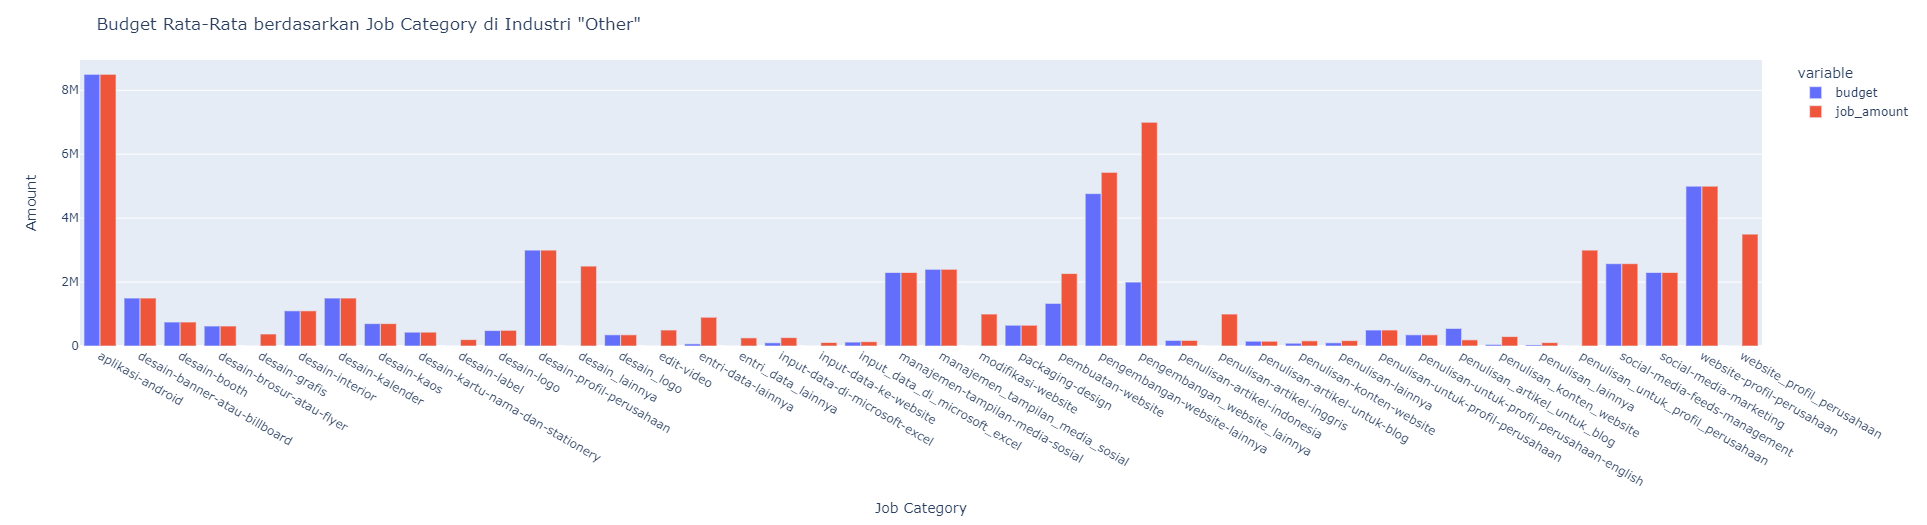 Budget Rata-Rata berdasarkan Job Category di Industri "Other"
variable
budget
job_amount
Amount
8M
6M
4M
2M
0
aplikasi-android
desain-banner-atau-billboard
desain-booth
desain-brosur-atau-flyer
desain-grafis
desain-interior
desain-kalender
desain-kaos
desain-kartu-nama-dan-stationery
desain-label
desain-logo
desain-profil-perusahaan
desain_lainnya
desain_logo
edit-video
entri-data-lainnya
entri_data_lainnya
input-data-di-microsoft-excel
input-data-ke-website
input_data_di_microsoft_excel
manajemen-tampilan-media-sosial
manajemen_tampilan_media_sosial
modifikasi-website
packaging-design
pembuatan-website
pengembangan-website-lainnya
pengembangan_website_lainnya
penulisan-artikel-indonesia
penulisan-artikel-inggris
penulisan-artikel-untuk-blog
penulisan-konten-website
penulisan-lainnya
penulisan-untuk-profil-perusahaan
penulisan-untuk-profil-perusahaan-english
penulisan_artikel_untuk_blog
penulisan_konten_website
penulisan_lainnya
penulisan_untuk_profil_perusahaan
social-media-feeds-management
social-media-marketing
website-profil-perusahaan
website_profil_perusahaan
Job Category